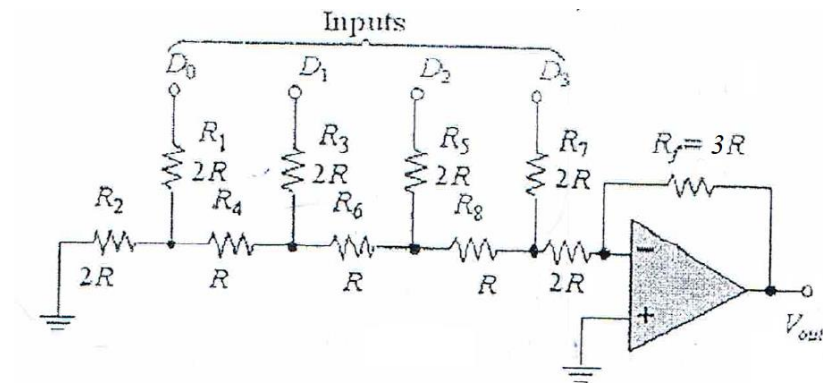 Inputs
D0 D1 D2 D3
R1 R3 R5 R7 Rf = 3R
2R 2R 2R 2R
R2 R4 R6 R8
2R R R R 2R
Vout